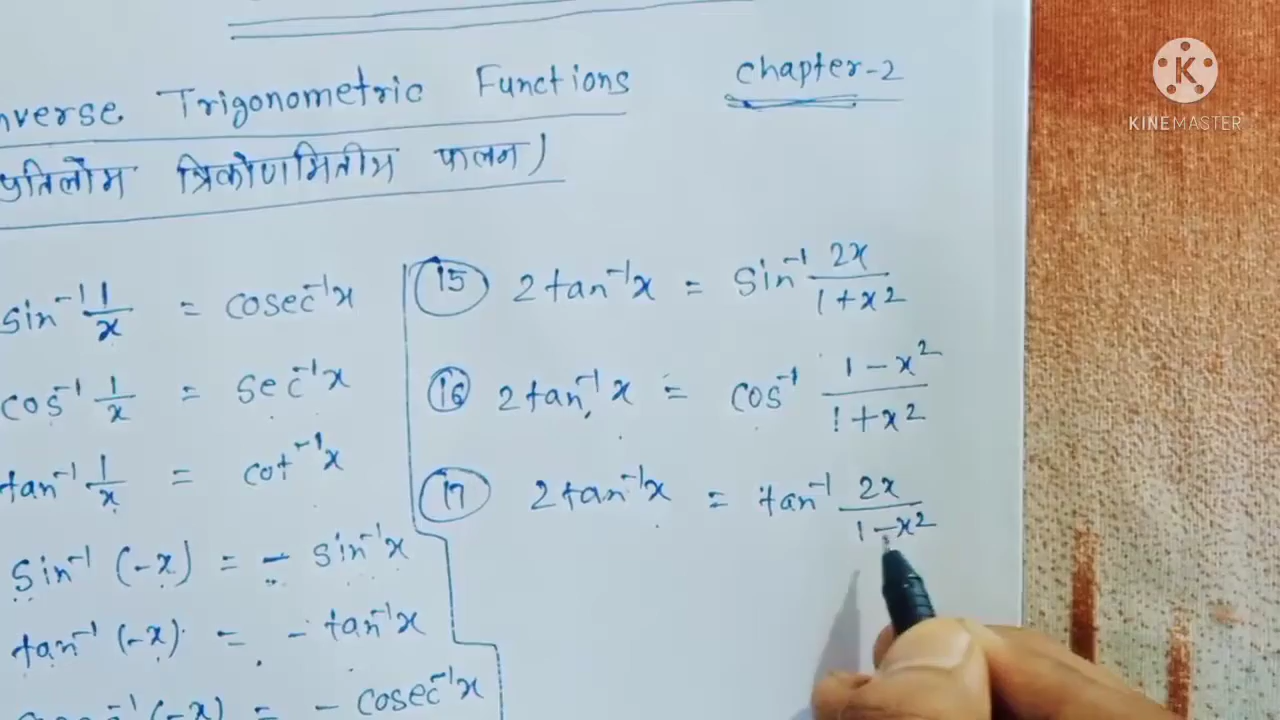 Inverse Trigonometric Functions Chapter-2
प्रतिलोम त्रिकोणमितीय फलन)
sin⁻¹ 1/x = cosec⁻¹x
cos⁻¹ 1/x = sec⁻¹x
tan⁻¹ 1/x = cot⁻¹x
sin⁻¹ (-x) = - sin⁻¹x
tan⁻¹ (-x) = - tan⁻¹x
⁻¹ (-x) = - cosec⁻¹x
15 2tan⁻¹x = sin⁻¹ 2x/1+x²
16 2tan⁻¹x = cos⁻¹ 1-x²/1+x²
17 2tan⁻¹x = tan⁻¹ 2x/1-x²
K
KINEMASTER